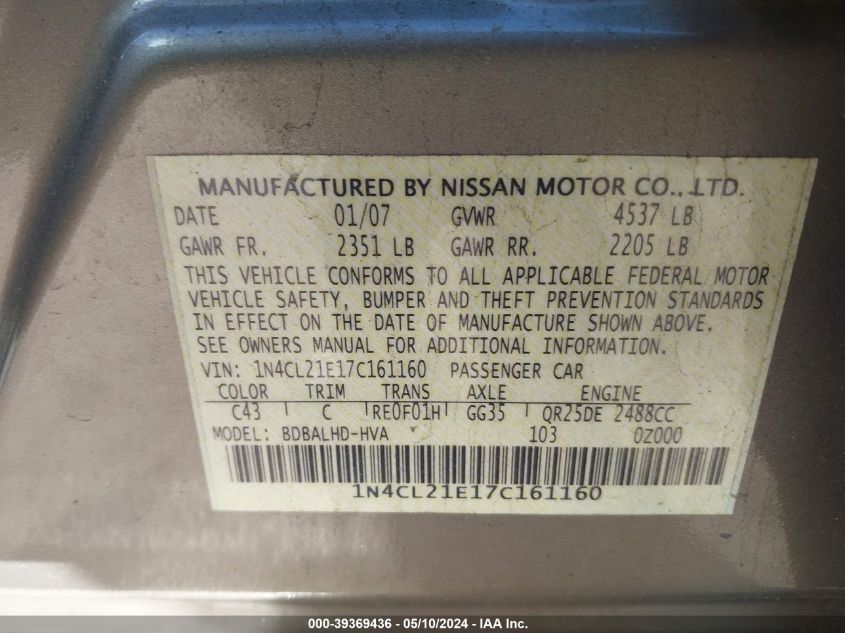 MANUFACTURED BY NISSAN MOTOR CO., LTD.
DATE 01/07 GVWR 4537 LB
GAWR FR. 2351 LB GAWR RR. 2205 LB
THIS VEHICLE CONFORMS TO ALL APPLICABLE FEDERAL MOTOR
VEHICLE SAFETY, BUMPER AND THEFT PREVENTION STANDARDS
IN EFFECT ON THE DATE OF MANUFACTURE SHOWN ABOVE.
SEE OWNERS MANUAL FOR ADDITIONAL INFORMATION.
VIN: 1N4CL21E17C161160 PASSENGER CAR
COLOR TRIM TRANS AXLE ENGINE
C43 C RE0F01H GG35 QR25DE 2488CC
MODEL: BDBALHD-HVA 103 0Z000
1N4CL21E17C161160
000-39369436 - 05/10/2024 - IAA Inc.